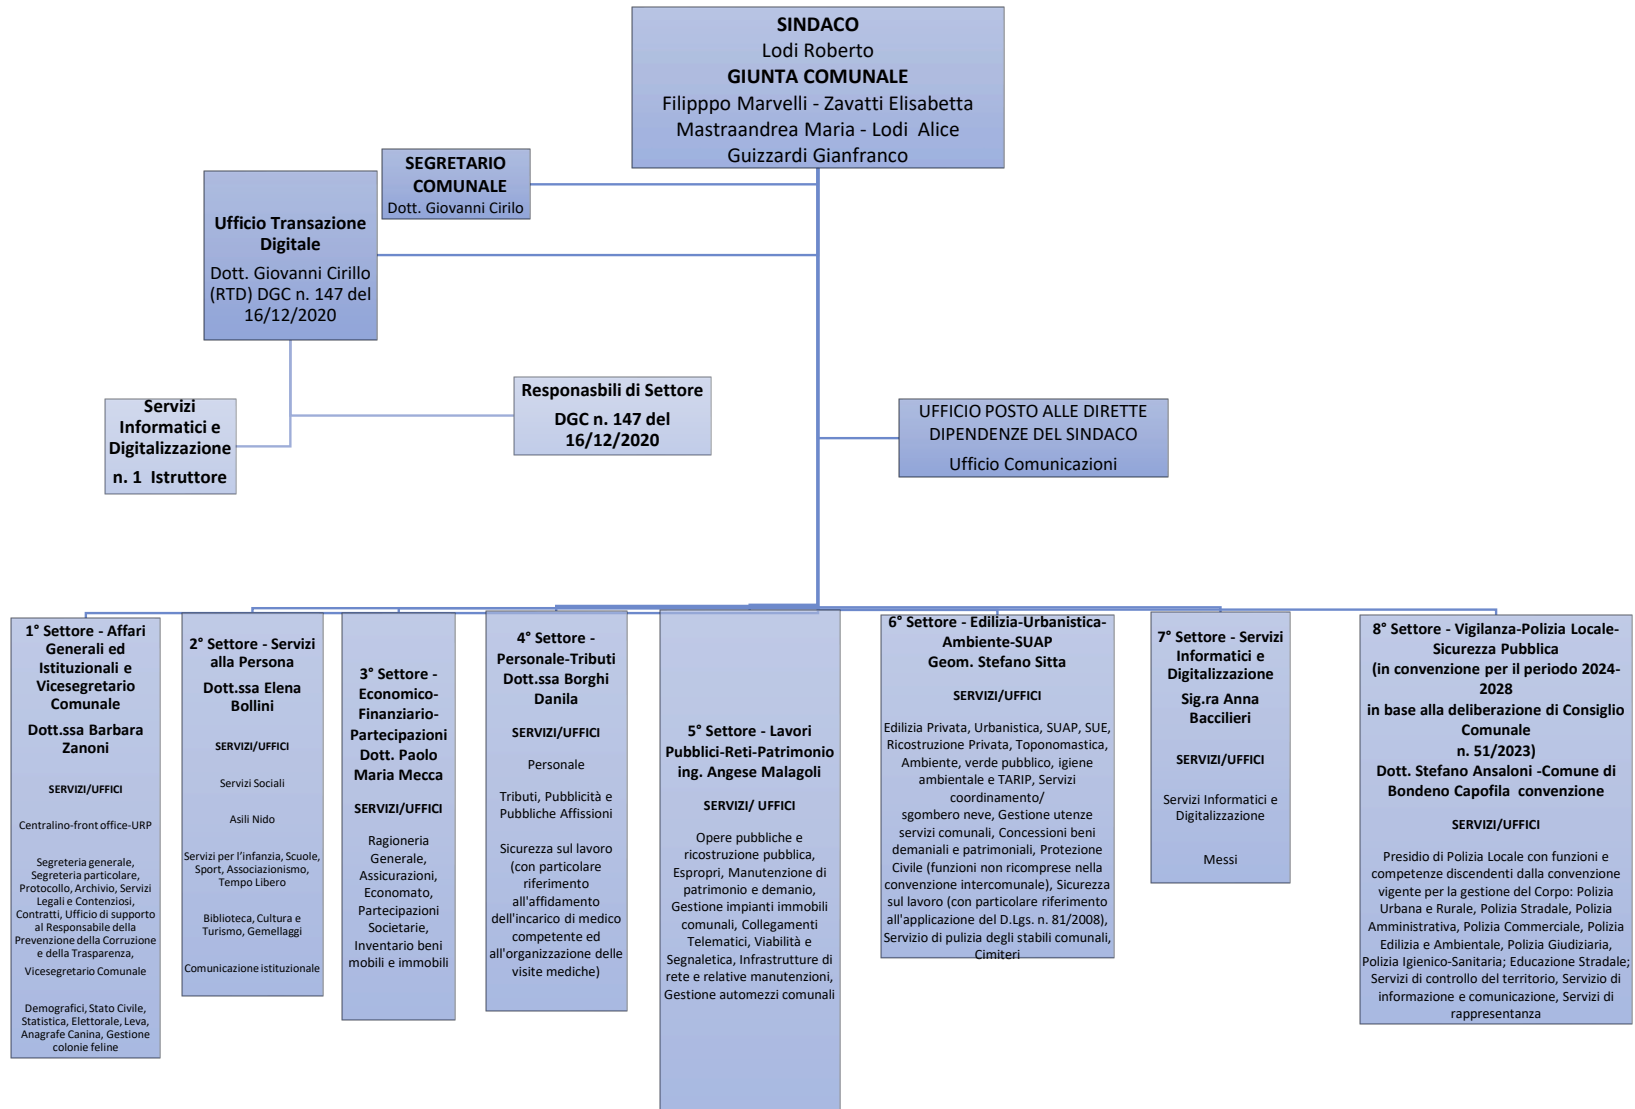 SINDACO
Lodi Roberto
GIUNTA COMUNALE
Filipppo Marvelli - Zavatti Elisabetta
Mastraandrea Maria - Lodi  Alice
Guizzardi Gianfranco
SEGRETARIO
COMUNALE
Dott. Giovanni Cirilo
Ufficio Transazione
Digitale
Dott. Giovanni Cirillo
(RTD) DGC n. 147 del
16/12/2020
Servizi
Informatici e
Digitalizzazione
n. 1  Istruttore
Responasbili di Settore
DGC n. 147 del
16/12/2020
UFFICIO POSTO ALLE DIRETTE
DIPENDENZE DEL SINDACO
Ufficio Comunicazioni
1° Settore - Affari
Generali ed
Istituzionali e
Vicesegretario
Comunale
Dott.ssa Barbara
Zanoni
SERVIZI/UFFICI
Centralino-front office-URP
Segreteria generale,
Segreteria particolare,
Protocollo, Archivio, Servizi
Legali e Contenziosi,
Contratti, Ufficio di supporto
al Responsabile della
Prevenzione della Corruzione
e della Trasparenza,
Vicesegretario Comunale
Demografici, Stato Civile,
Statistica, Elettorale, Leva,
Anagrafe Canina, Gestione
colonie feline
2° Settore - Servizi
alla Persona
Dott.ssa Elena
Bollini
SERVIZI/UFFICI
Servizi Sociali
Asili Nido
Servizi per l'infanzia, Scuole,
Sport, Associazionismo,
Tempo Libero
Biblioteca, Cultura e
Turismo, Gemellaggi
Comunicazione istituzionale
3° Settore -
Economico-
Finanziario-
Partecipazioni
Dott. Paolo
Maria Mecca
SERVIZI/UFFICI
Ragioneria
Generale,
Assicurazioni,
Economato,
Partecipazioni
Societarie,
Inventario beni
mobili e immobili
4° Settore -
Personale-Tributi
Dott.ssa Borghi
Danila
SERVIZI/UFFICI
Personale
Tributi, Pubblicità e
Pubbliche Affissioni
Sicurezza sul lavoro
(con particolare
riferimento
all'affidamento
dell'incarico di medico
competente ed
all'organizzazione delle
visite mediche)
5° Settore - Lavori
Pubblici-Reti-Patrimonio
ing. Angese Malagoli
SERVIZI/ UFFICI
Opere pubbliche e
ricostruzione pubblica,
Espropri, Manutenzione di
patrimonio e demanio,
Gestione impianti immobili
comunali, Collegamenti
Telematici, Viabilità e
Segnaletica, Infrastrutture di
rete e relative manutenzioni,
Gestione automezzi comunali
6° Settore - Edilizia-Urbanistica-
Ambiente-SUAP
Geom. Stefano Sitta
SERVIZI/UFFICI
Edilizia Privata, Urbanistica, SUAP, SUE,
Ricostruzione Privata, Toponomastica,
Ambiente, verde pubblico, igiene
ambientale e TARIP, Servizi
coordinamento/
sgombero neve, Gestione utenze
servizi comunali, Concessioni beni
demaniali e patrimoniali, Protezione
Civile (funzioni non ricomprese nella
convenzione intercomunale), Sicurezza
sul lavoro (con particolare riferimento
all'applicazione del D.Lgs. n. 81/2008),
Servizio di pulizia degli stabili comunali,
Cimiteri
7° Settore - Servizi
Informatici e
Digitalizzazione
Sig.ra Anna
Baccilieri
SERVIZI/UFFICI
Servizi Informatici e
Digitalizzazione
Messi
8° Settore - Vigilanza-Polizia Locale-
Sicurezza Pubblica
(in convenzione per il periodo 2024-
2028
in base alla deliberazione di Consiglio
Comunale
n. 51/2023)
Dott. Stefano Ansaloni -Comune di
Bondeno Capofila  convenzione
SERVIZI/UFFICI
Presidio di Polizia Locale con funzioni e
competenze discendenti dalla convenzione
vigente per la gestione del Corpo: Polizia
Urbana e Rurale, Polizia Stradale, Polizia
Amministrativa, Polizia Commerciale, Polizia
Edilizia e Ambientale, Polizia Giudiziaria,
Polizia Igienico-Sanitaria; Educazione Stradale;
Servizi di controllo del territorio, Servizio di
informazione e comunicazione, Servizi di
rappresentanza